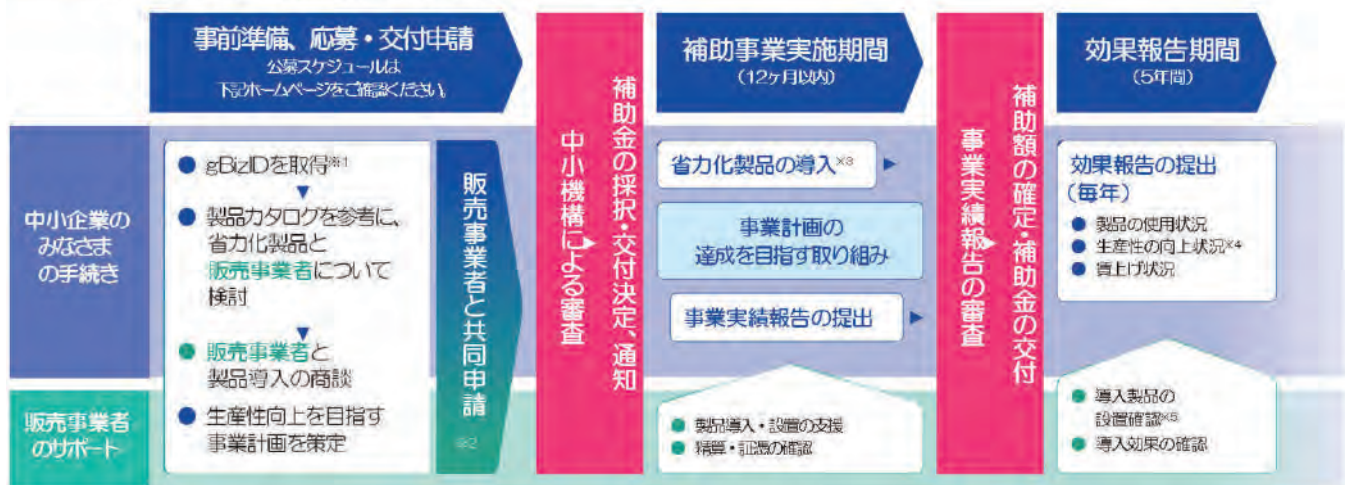 事前準備、応募・交付申請
公募スケジュールは
下記ホームページをご確認ください。
補助事業実施期間
(12ヶ月以内)
効果報告期間
(5年間)
中小企業の
みなさま
の手続き
● gBizIDを取得※1
▼
● 製品カタログを参考に、
省力化製品と
販売事業者について
検討
▼
● 販売事業者と
製品導入の商談
● 生産性向上を目指す
事業計画を策定
販売事業者と共同申請
※2
中小機構による審査
▶
補助金の採択・交付決定、通知
省力化製品の導入※3
▶
事業計画の
達成を目指す取り組み
事業実績報告の提出
▶
事業実績報告の審査
▶
補助額の確定・補助金の交付
効果報告の提出
(毎年)
● 製品の使用状況
● 生産性の向上状況※4
● 賃上げ状況
販売事業者
のサポート
● 製品導入・設置の支援
● 精算・証憑の確認
● 導入製品の
設置確認※5
● 導入効果の確認